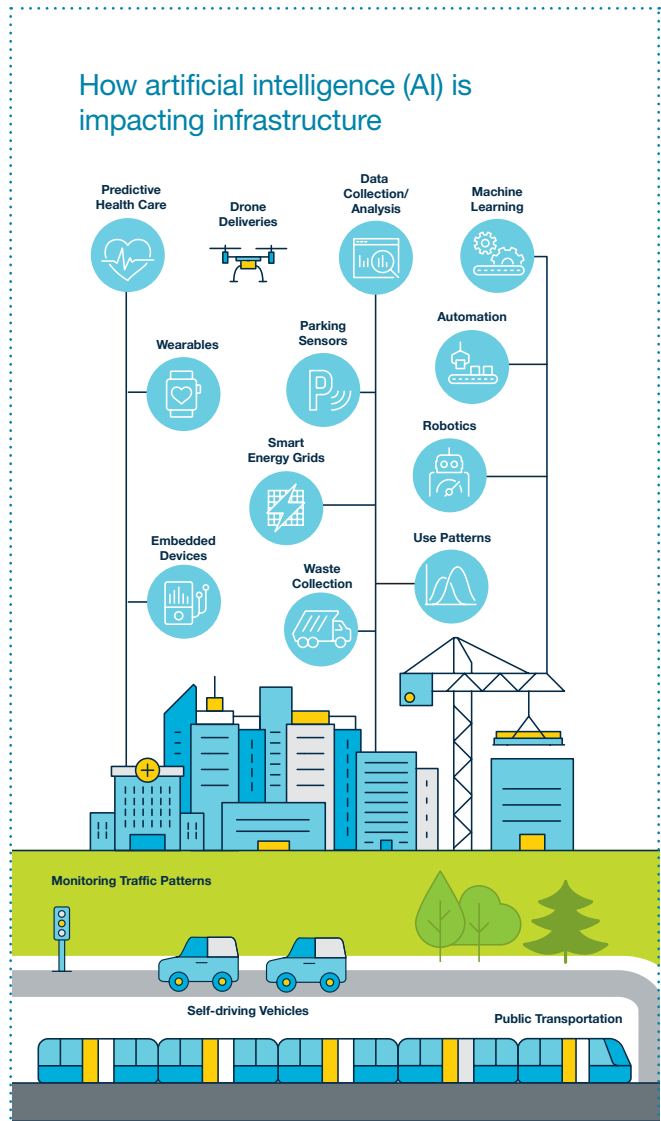 How artificial intelligence (AI) is
impacting infrastructure
Predictive
Health Care
Drone
Deliveries
Data
Collection/
Analysis
Machine
Learning
Wearables
Parking
Sensors
Automation
Smart
Energy Grids
Robotics
Embedded
Devices
Waste
Collection
Use Patterns
P
Monitoring Traffic Patterns
Self-driving Vehicles
Public Transportation